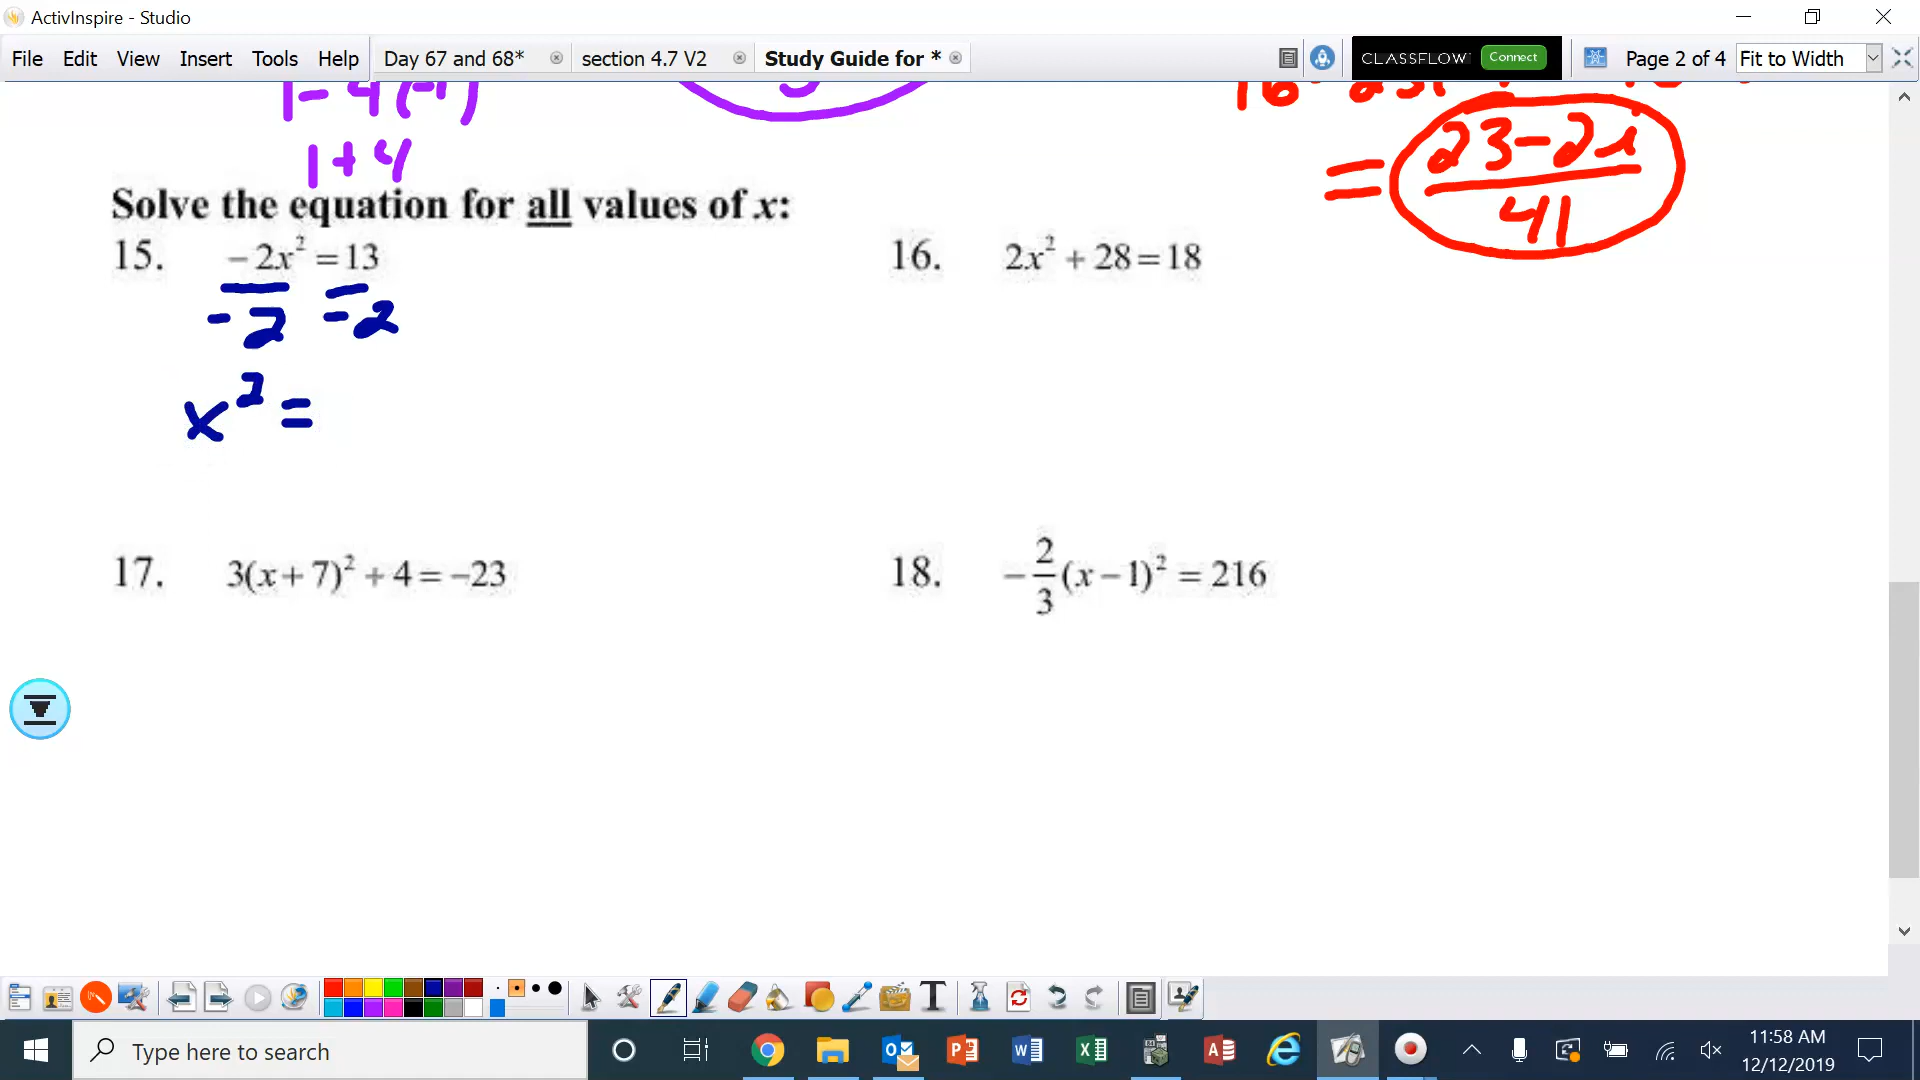 ActivInspire - Studio
File Edit View Insert Tools Help Day 67 and 68* section 4.7 V2 Study Guide for * CLASSFLOW Connect Page 2 of 4 Fit to Width
1 - 4(-1)
1 + 4
= 23 - 2i / 41
Solve the equation for all values of x:
15. -2x² = 13
-2 -2
x² =
16. 2x² + 28 = 18
17. 3(x + 7)² + 4 = -23
18. -2/3(x - 1)² = 216
T
Type here to search
11:58 AM
12/12/2019